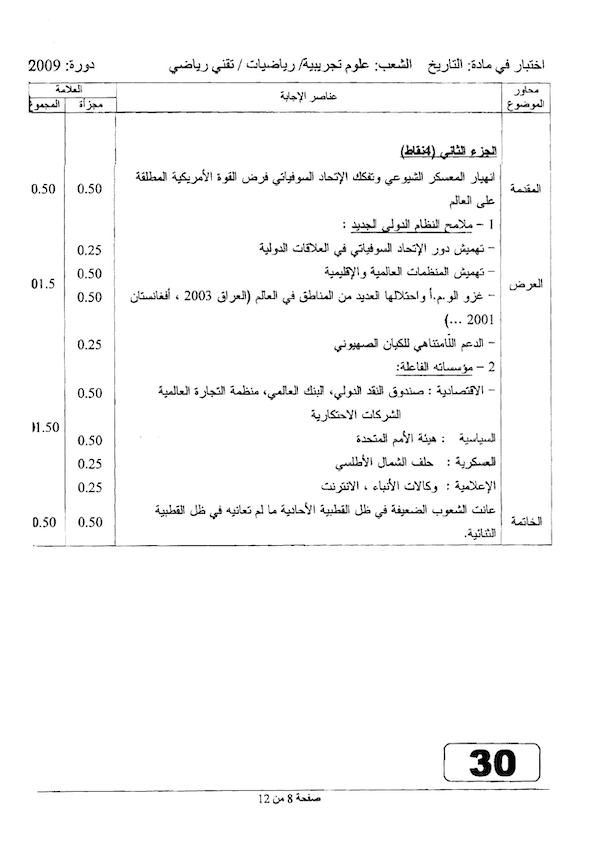 اختبار في مادة: التاريخ الشعب: علوم تجريبية/ رياضيات / تقني رياضي دورة: 2009
محاور الموضوع عناصر الإجابة العلامة
مجزأة المجموع
الجزء الثاني (4نقاط)
المقدمة انهيار المعسكر الشيوعي وتفكك الإتحاد السوفياتي فرض القوة الأمريكية المطلقة 0.50 0.50
على العالم
1 – ملامح النظام الدولي الجديد :
– تهميش دور الإتحاد السوفياتي في العلاقات الدولية 0.25
العرض – تهميش المنظمات العالمية والإقليمية 0.50 01.5
– غزو الو.م.أ واحتلالها العديد من المناطق في العالم (العراق 2003 ، أفغانستان 0.50
2001 ...)
– الدعم اللّامتناهي للكيان الصهيوني 0.25
2 – مؤسساته الفاعلة:
– الاقتصادية : صندوق النقد الدولي، البنك العالمي، منظمة التجارة العالمية 0.50
الشركات الاحتكارية 01.50
السياسية : هيئة الأمم المتحدة 0.50
العسكرية : حلف الشمال الأطلسي 0.25
الإعلامية : وكالات الأنباء ، الانترنت 0.25
الخاتمة عانت الشعوب الضعيفة في ظل القطبية الأحادية ما لم تعانيه في ظل القطبية 0.50 0.50
الثنائية.
30
صفحة 8 من 12